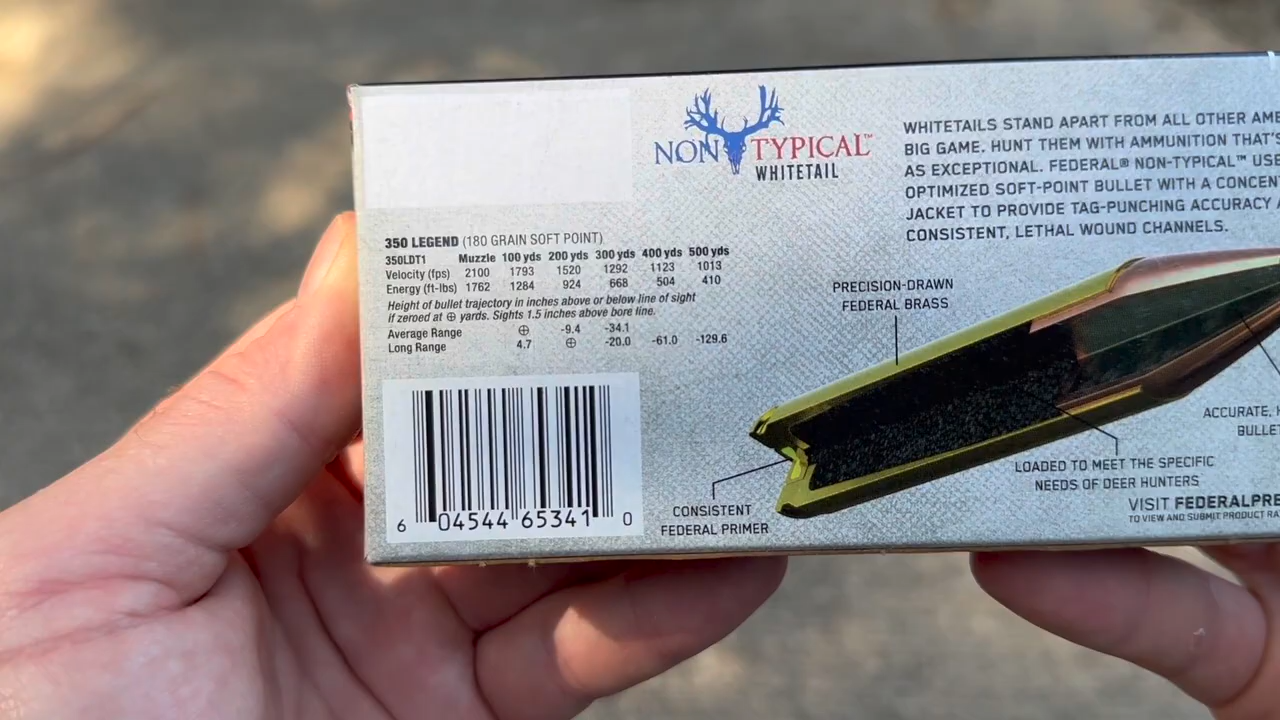 NON TYPICAL™
WHITETAIL
WHITETAILS STAND APART FROM ALL OTHER AME
BIG GAME. HUNT THEM WITH AMMUNITION THAT'S
AS EXCEPTIONAL. FEDERAL® NON-TYPICAL™ USE
OPTIMIZED SOFT-POINT BULLET WITH A CONCEN
JACKET TO PROVIDE TAG-PUNCHING ACCURACY A
CONSISTENT, LETHAL WOUND CHANNELS.
350 LEGEND (180 GRAIN SOFT POINT)
350LDT1 Muzzle 100 yds 200 yds 300 yds 400 yds 500 yds
Velocity (fps) 2100 1793 1520 1292 1123 1013
Energy (ft-lbs) 1762 1284 924 668 504 410
Height of bullet trajectory in inches above or below line of sight
if zeroed at ⊕ yards. Sights 1.5 inches above bore line.
Average Range ⊕ -9.4 -34.1
Long Range 4.7 ⊕ -20.0 -61.0 -129.6
PRECISION-DRAWN
FEDERAL BRASS
ACCURATE, H
BULLET
LOADED TO MEET THE SPECIFIC
NEEDS OF DEER HUNTERS
CONSISTENT
FEDERAL PRIMER
VISIT FEDERALPRE
TO VIEW AND SUBMIT PRODUCT RA
6 04544 65341 0